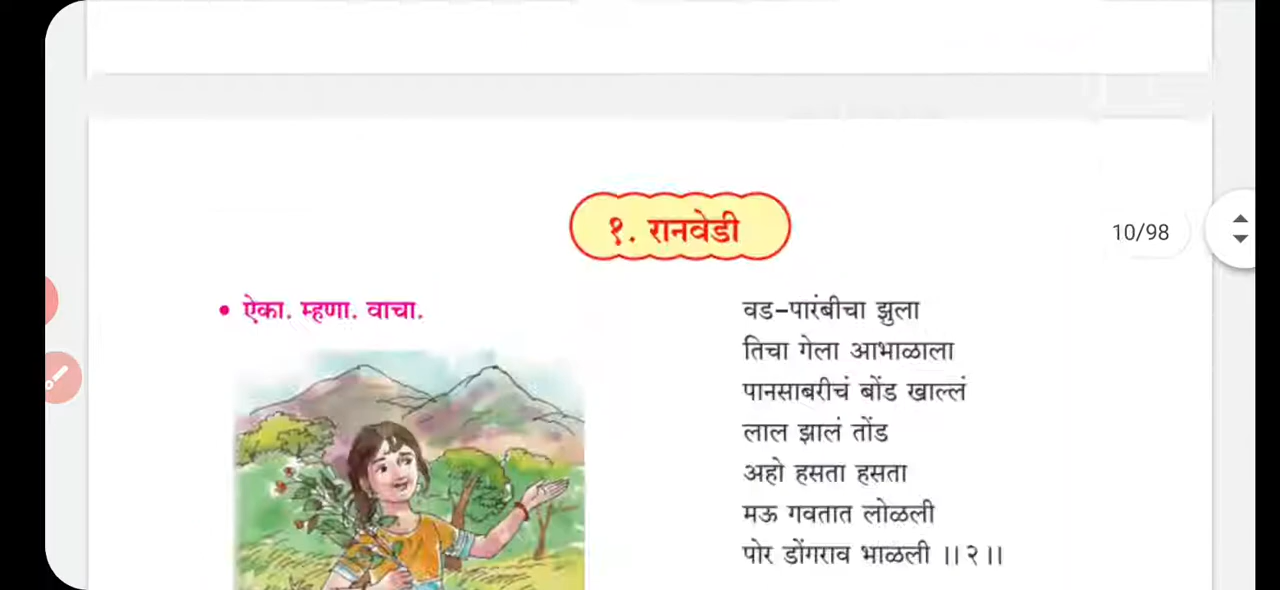 १. रानवेडी
10/98
• ऐका. म्हणा. वाचा.
वड-पारंबीचा झुला
तिचा गेला आभाळाला
पानसाबरीचं बोंड खाल्लं
लाल झालं तोंड
अहो हसता हसता
मऊ गवतात लोळली
पोर डोंगराव भाळली ।।२।।